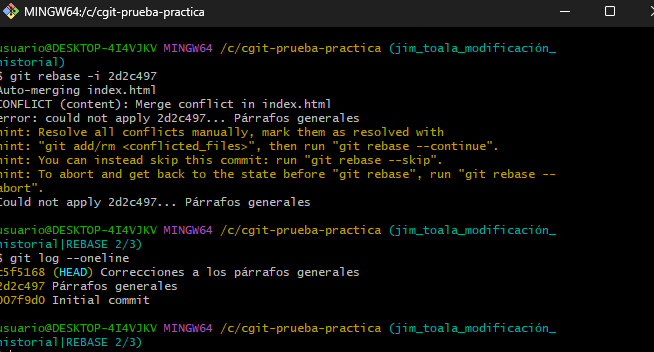 MINGW64:/c/cgit-prueba-practica
usuario@DESKTOP-4I4VJKV MINGW64 /c/cgit-prueba-practica (jim_toala_modificación_
historial)
$ git rebase -i 2d2c497
Auto-merging index.html
CONFLICT (content): Merge conflict in index.html
error: could not apply 2d2c497... Párrafos generales
hint: Resolve all conflicts manually, mark them as resolved with
hint: "git add/rm <conflicted_files>", then run "git rebase --continue".
hint: You can instead skip this commit: run "git rebase --skip".
hint: To abort and get back to the state before "git rebase", run "git rebase --
abort".
Could not apply 2d2c497... Párrafos generales
usuario@DESKTOP-4I4VJKV MINGW64 /c/cgit-prueba-practica (jim_toala_modificación_
historial|REBASE 2/3)
$ git log --oneline
c5f5168 (HEAD) Correcciones a los párrafos generales
2d2c497 Párrafos generales
007f9d0 Initial commit
usuario@DESKTOP-4I4VJKV MINGW64 /c/cgit-prueba-practica (jim_toala_modificación_
historial|REBASE 2/3)